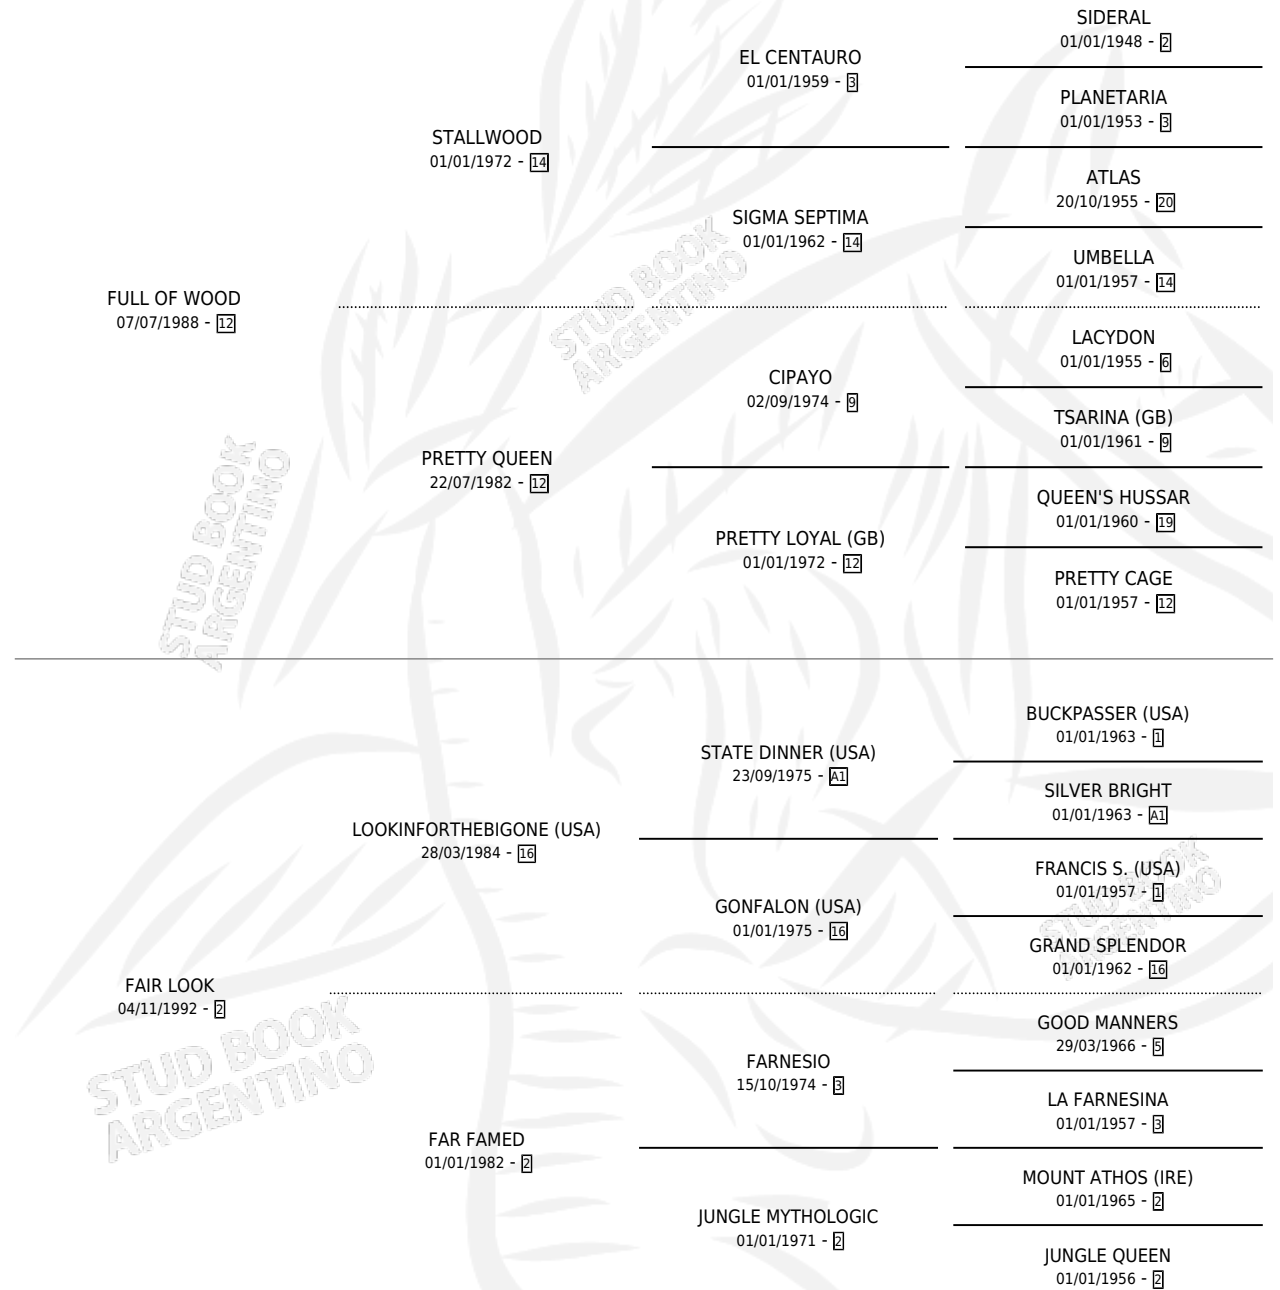 SIDERAL
01/01/1948 - 2
EL CENTAURO
01/01/1959 - 3
PLANETARIA
01/01/1953 - 3
STALLWOOD
01/01/1972 - 14
ATLAS
20/10/1955 - 20
SIGMA SEPTIMA
01/01/1962 - 14
UMBELLA
01/01/1957 - 14
FULL OF WOOD
07/07/1988 - 12
LACYDON
01/01/1955 - 6
CIPAYO
02/09/1974 - 9
TSARINA (GB)
01/01/1961 - 9
PRETTY QUEEN
22/07/1982 - 12
QUEEN'S HUSSAR
01/01/1960 - 19
PRETTY LOYAL (GB)
01/01/1972 - 12
PRETTY CAGE
01/01/1957 - 12
STUD BOOK
ARGENTINO
STUD BOOK
ARGENTINO
BUCKPASSER (USA)
01/01/1963 - 1
STATE DINNER (USA)
23/09/1975 - A1
SILVER BRIGHT
01/01/1963 - A1
LOOKINFORTHEBIGONE (USA)
28/03/1984 - 16
FRANCIS S. (USA)
01/01/1957 - 1
GONFALON (USA)
01/01/1975 - 16
GRAND SPLENDOR
01/01/1962 - 16
FAIR LOOK
04/11/1992 - 2
GOOD MANNERS
29/03/1966 - 5
FARNESIO
15/10/1974 - 3
LA FARNESINA
01/01/1957 - 3
FAR FAMED
01/01/1982 - 2
MOUNT ATHOS (IRE)
01/01/1965 - 2
JUNGLE MYTHOLOGIC
01/01/1971 - 2
JUNGLE QUEEN
01/01/1956 - 2
STUD BOOK
ARGENTINO
STUD BOOK
ARGENTINO